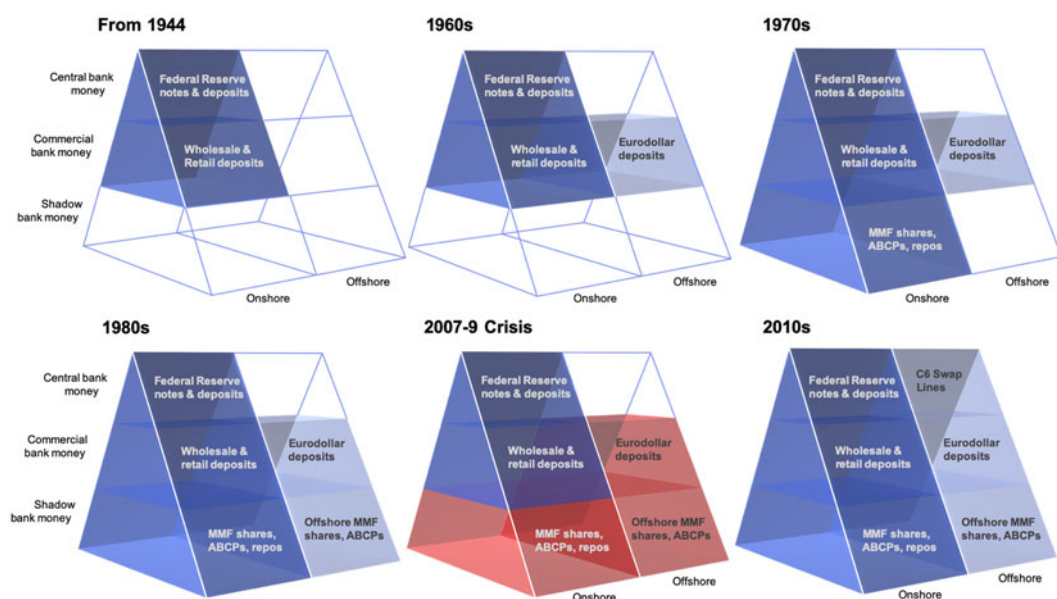 From 1944
Central bank
money
Commercial
bank money
Shadow
bank money
Federal Reserve
notes & deposits
Wholesale &
Retail deposits
Onshore
Offshore
1960s
Federal Reserve
notes & deposits
Wholesale &
retail deposits
Eurodollar
deposits
Onshore
Offshore
1970s
Federal Reserve
notes & deposits
Wholesale &
retail deposits
Eurodollar
deposits
MMF shares,
ABCPs, repos
Onshore
Offshore
1980s
Central bank
money
Commercial
bank money
Shadow
bank money
Federal Reserve
notes & deposits
Wholesale &
retail deposits
Eurodollar
deposits
MMF shares,
ABCPs, repos
Offshore MMF
shares, ABCPs
2007-9 Crisis
Federal Reserve
notes & deposits
Wholesale &
retail deposits
Eurodollar
deposits
MMF shares,
ABCPs, repos
Offshore MMF
shares, ABCPs
Onshore
Offshore
2010s
Federal Reserve
notes & deposits
C6 Swap
Lines
Wholesale &
retail deposits
Eurodollar
deposits
MMF shares,
ABCPs, repos
Offshore MMF
shares, ABCPs
Onshore
Offshore